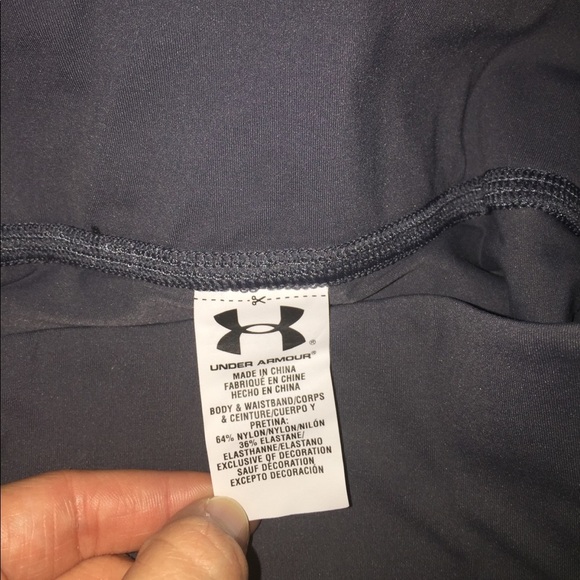 UNDER ARMOUR®
MADE IN CHINA
FABRIQUÉ EN CHINE
HECHO EN CHINA
BODY & WAISTBAND/CORPS
& CEINTURE/CUERPO Y
PRETINA:
64% NYLON/NYLON/NILÓN
36% ELASTANE/
ELASTHANNE/ELASTANO
EXCLUSIVE OF DECORATION
SAUF DÉCORATION
EXCEPTO DECORACIÓN